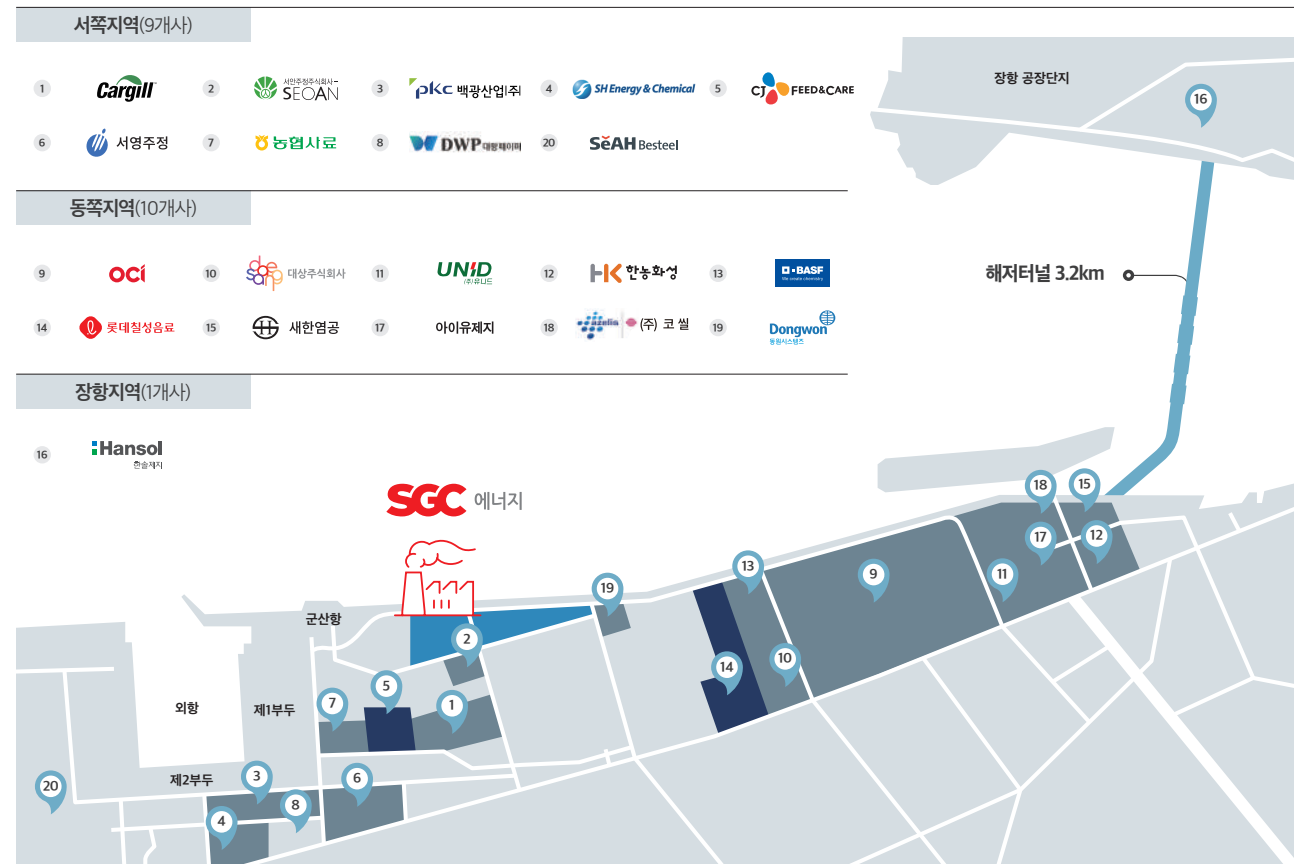 서쪽지역(9개사)
1 Cargill 2 서안주정주식회사 SEOAN 3 pkc 백광산업(주) 4 SH Energy & Chemical 5 CJ FEED&CARE
6 서영주정 7 농협사료 8 DWP 대왕페이퍼 20 SeAH Besteel
동쪽지역(10개사)
9 OCI 10 daesang 대상주식회사 11 UNID (주)유니드 12 HK 한농화성 13 BASF We create chemistry
14 롯데칠성음료 15 새한염공 17 아이유제지 18 azelis (주) 코 씰 19 Dongwon 동원시스템즈
장항지역(1개사)
16 Hansol 한솔제지
장항 공장단지
16
해저터널 3.2km
SGC 에너지
18 15
17 12
13 9 11
19
군산항
2
14 10
5
7 1
외항 제1부두
제2부두
20 3 6
8
4